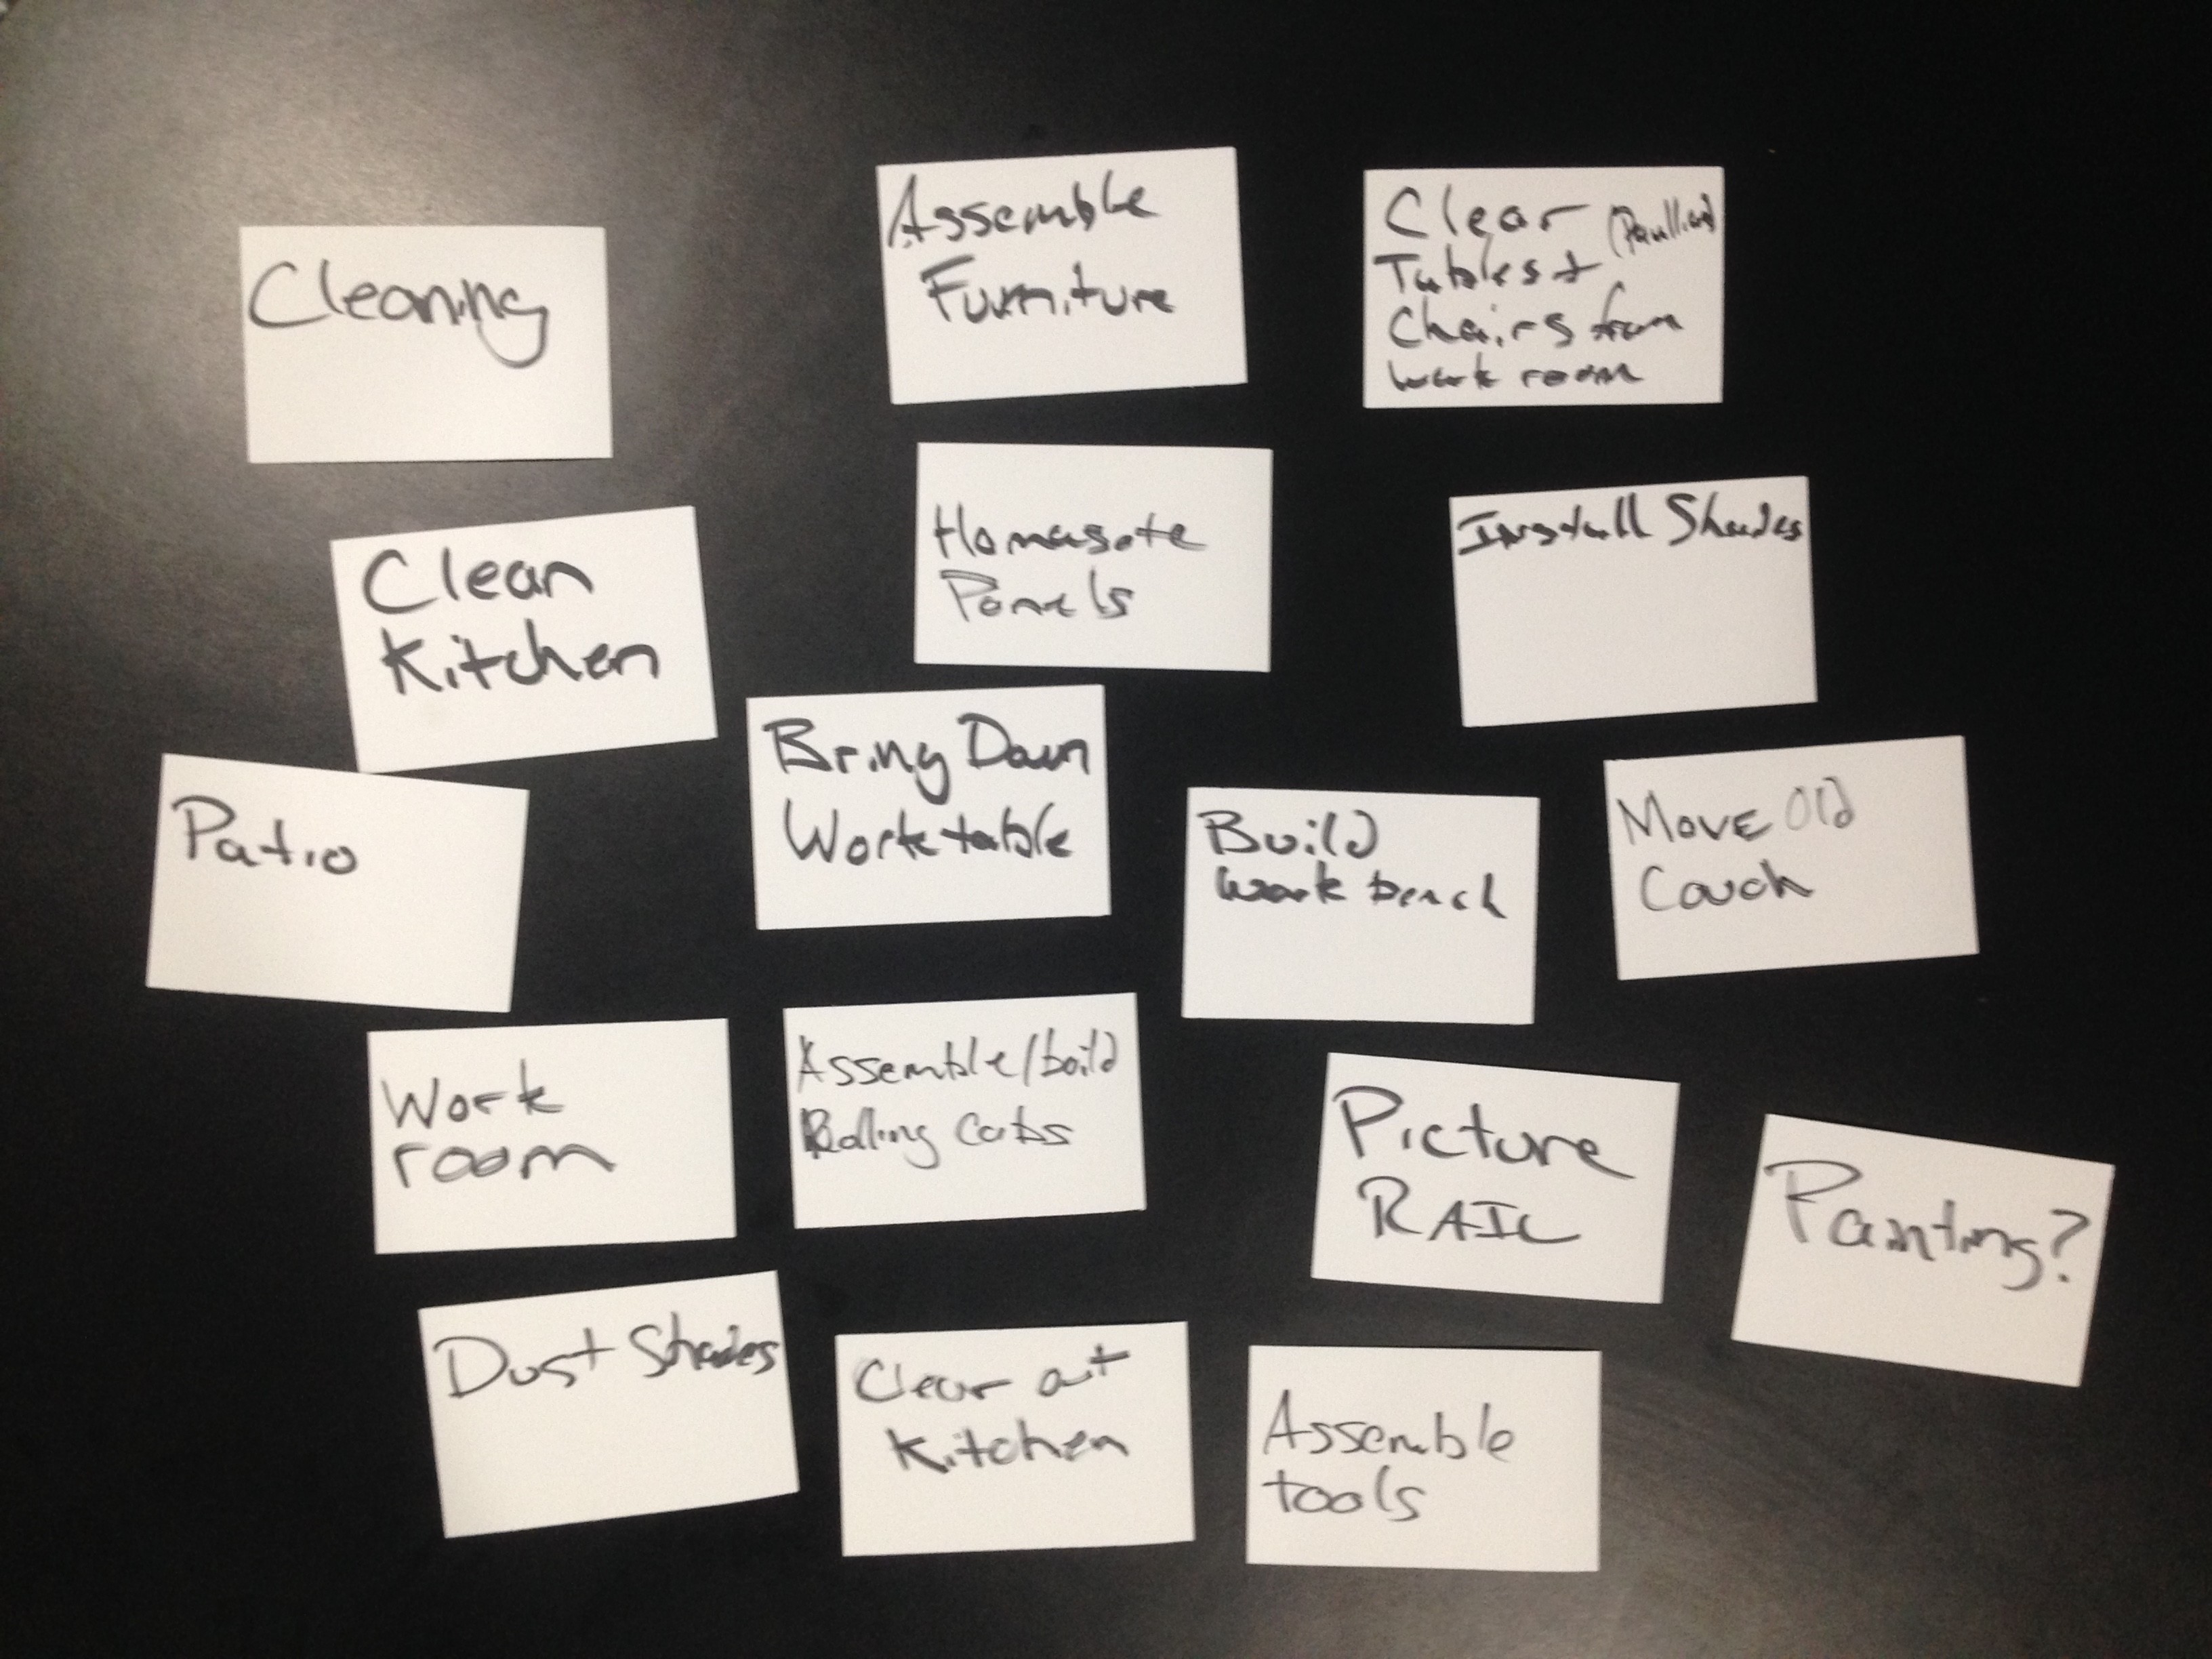 Cleaning
Assemble
Furniture
Clear
Tables +
Chairs from
work room
Clean
Kitchen
Homasote
Panels
Install Shades
Patio
Bring Down
Work table
Build
work bench
Move Old
Couch
Work
room
Assemble/build
Rolling Carts
Picture
RAIL
Painting?
Dust Shades
Clear out
Kitchen
Assemble
tools